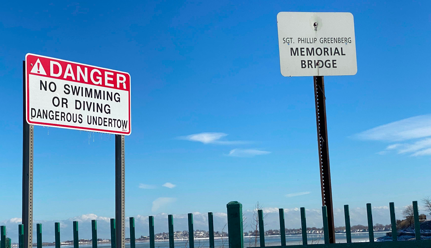 DANGER
NO SWIMMING
OR DIVING
DANGEROUS UNDERTOW
SGT. PHILLIP GREENBERG
MEMORIAL
BRIDGE